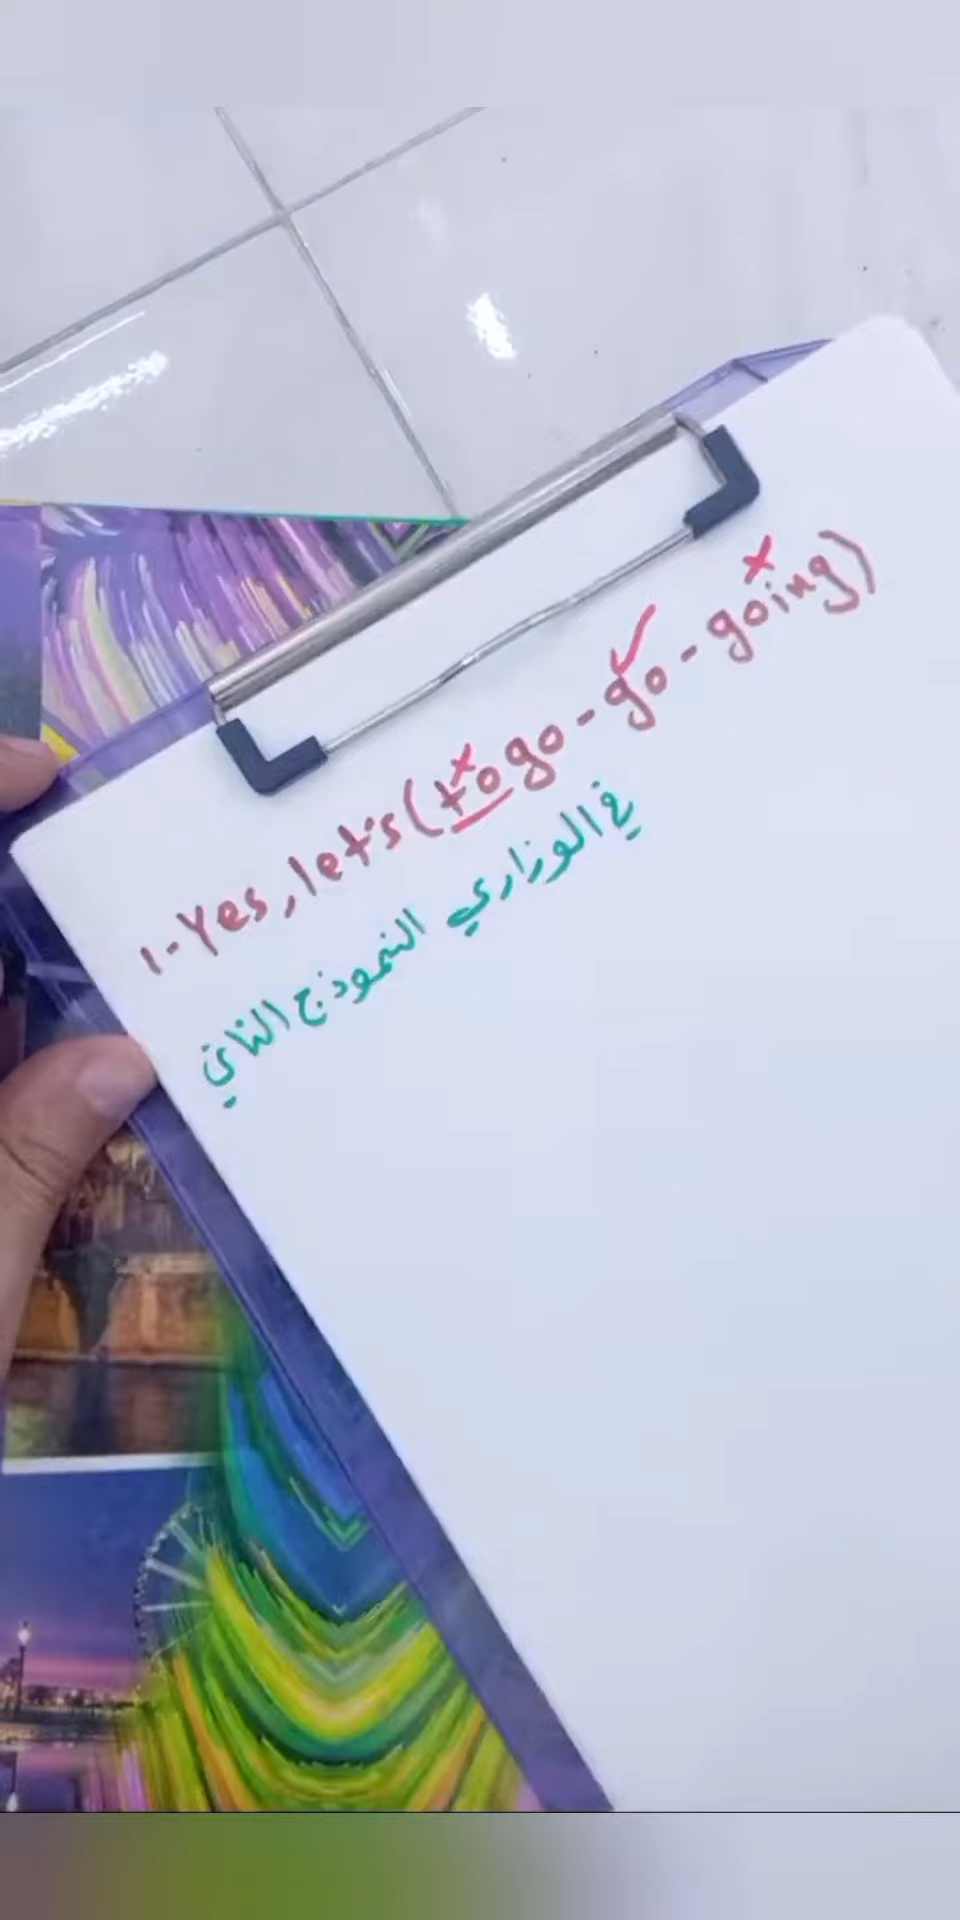 1-Yes, let's (to go - go - going)
في الوزاري النموذج الثاني